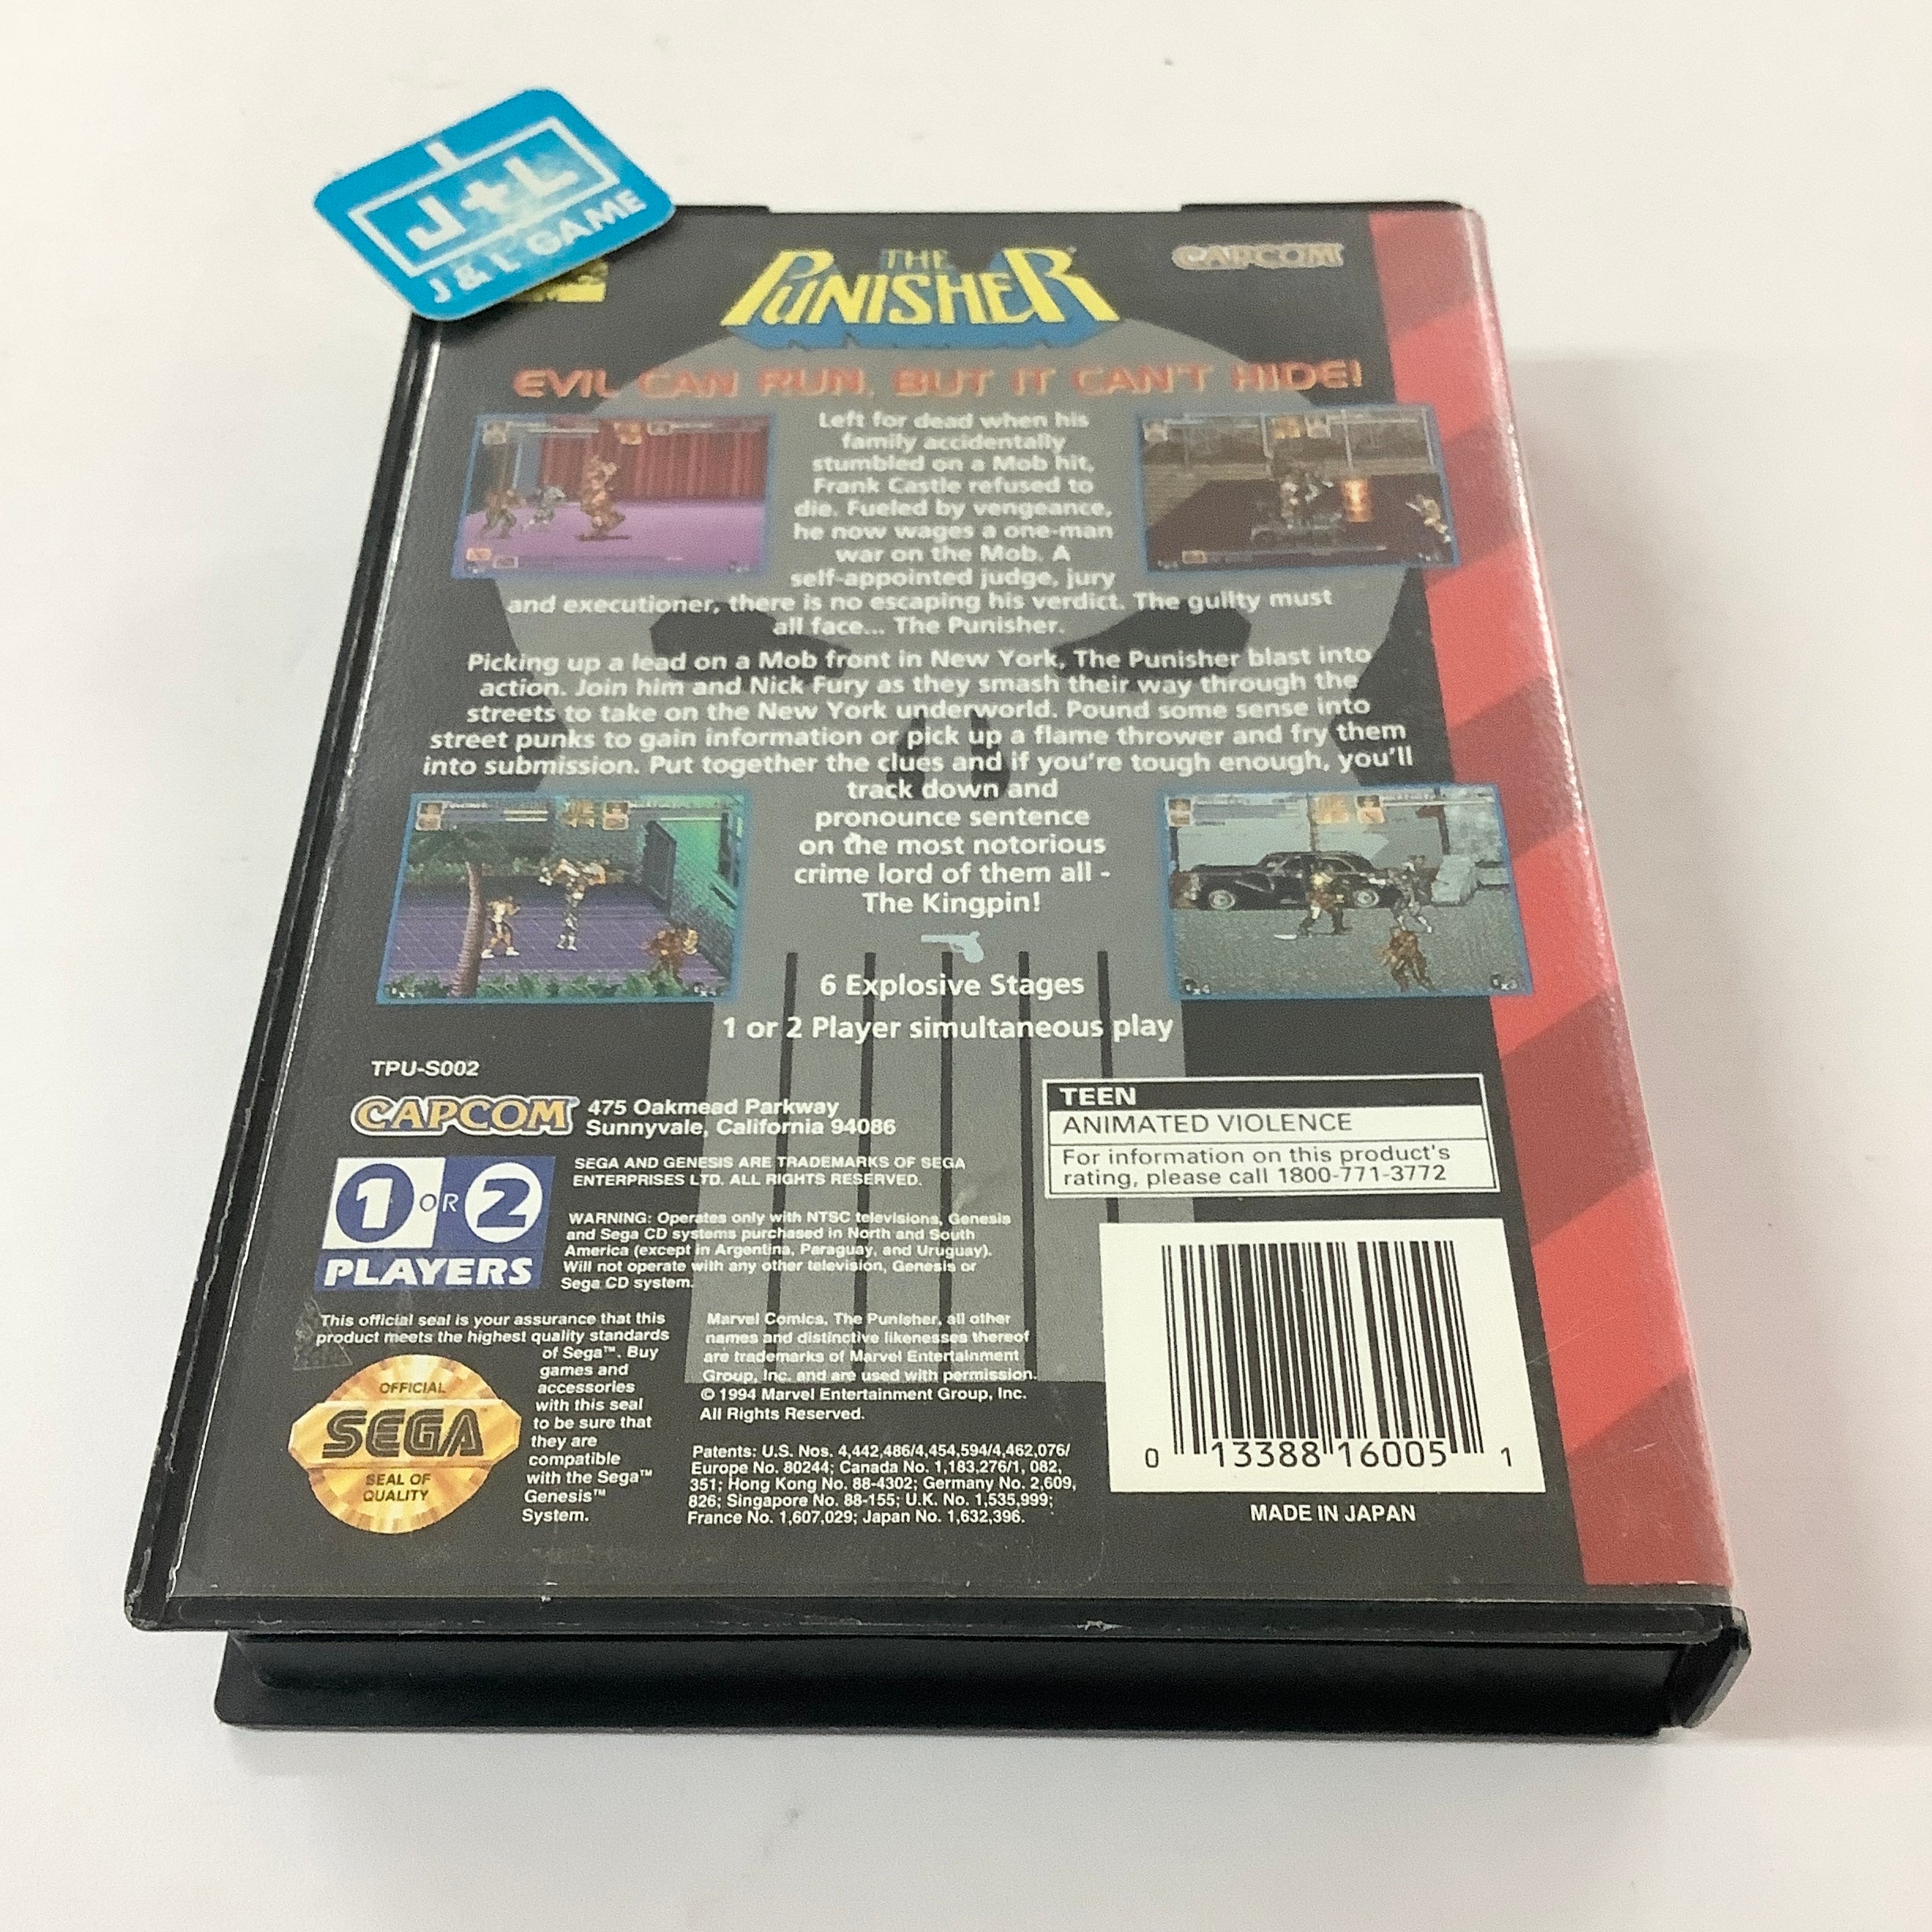 J+L
J & L GAME
THE
PUNISHER
CAPCOM
EVIL CAN RUN, BUT IT CAN'T HIDE!
Left for dead when his
family accidentally
stumbled on a Mob hit,
Frank Castle refused to
die. Fueled by vengeance,
he now wages a one-man
war on the Mob. A
self-appointed judge, jury
and executioner, there is no escaping his verdict. The guilty must
all face... The Punisher.
Picking up a lead on a Mob front in New York, The Punisher blast into
action. Join him and Nick Fury as they smash their way through the
streets to take on the New York underworld. Pound some sense into
street punks to gain information or pick up a flame thrower and fry them
into submission. Put together the clues and if you're tough enough, you'll
track down and
pronounce sentence
on the most notorious
crime lord of them all -
The Kingpin!
6 Explosive Stages
1 or 2 Player simultaneous play
TPU-S002
CAPCOM
475 Oakmead Parkway
Sunnyvale, California 94086
TEEN
ANIMATED VIOLENCE
For information on this product's
rating, please call 1800-771-3772
1 OR 2
PLAYERS
SEGA AND GENESIS ARE TRADEMARKS OF SEGA
ENTERPRISES LTD. ALL RIGHTS RESERVED.
WARNING: Operates only with NTSC televisions, Genesis
and Sega CD systems purchased in North and South
America (except in Argentina, Paraguay, and Uruguay).
Will not operate with any other television, Genesis or
Sega CD system.
This official seal is your assurance that this
product meets the highest quality standards
of Sega™. Buy
games and
accessories
with this seal
to be sure that
they are
compatible
with the Sega™
Genesis™
System.
OFFICIAL
SEGA
SEAL OF
QUALITY
Marvel Comics, The Punisher, all other
names and distinctive likenesses thereof
are trademarks of Marvel Entertainment
Group, Inc. and are used with permission.
© 1994 Marvel Entertainment Group, Inc.
All Rights Reserved.
Patents: U.S. Nos. 4,442,486/4,454,594/4,462,076/
Europe No. 80244; Canada No. 1,183,276/1, 082,
351; Hong Kong No. 88-4302; Germany No. 2,609,
826; Singapore No. 88-155; U.K. No. 1,535,999;
France No. 1,607,029; Japan No. 1,632,396.
0 13388 16005 1
MADE IN JAPAN